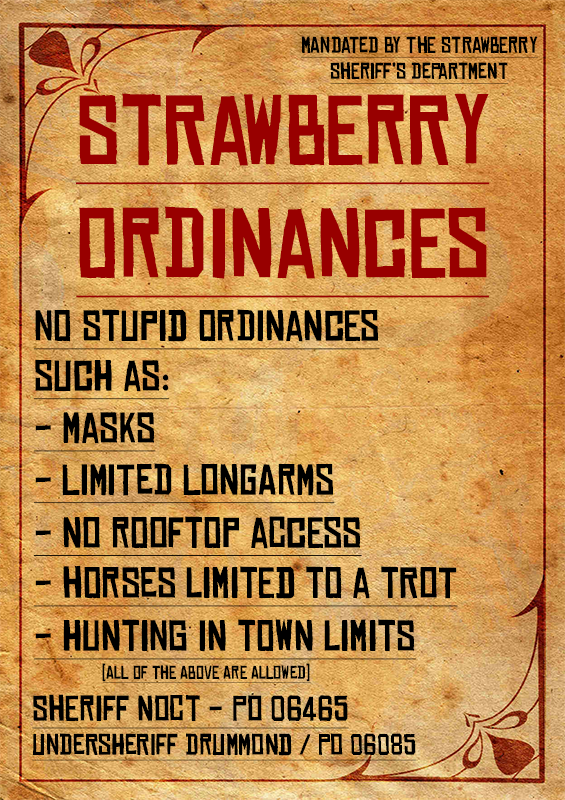 MANDATED BY THE STRAWBERRY
SHERIFF'S DEPARTMENT
STRAWBERRY
ORDINANCES
NO STUPID ORDINANCES
SUCH AS:
- MASKS
- LIMITED LONGARMS
- NO ROOFTOP ACCESS
- HORSES LIMITED TO A TROT
- HUNTING IN TOWN LIMITS
[ALL OF THE ABOVE ARE ALLOWED]
SHERIFF NOCT - PD 06465
UNDERSHERIFF DRUMMOND / PD 06085